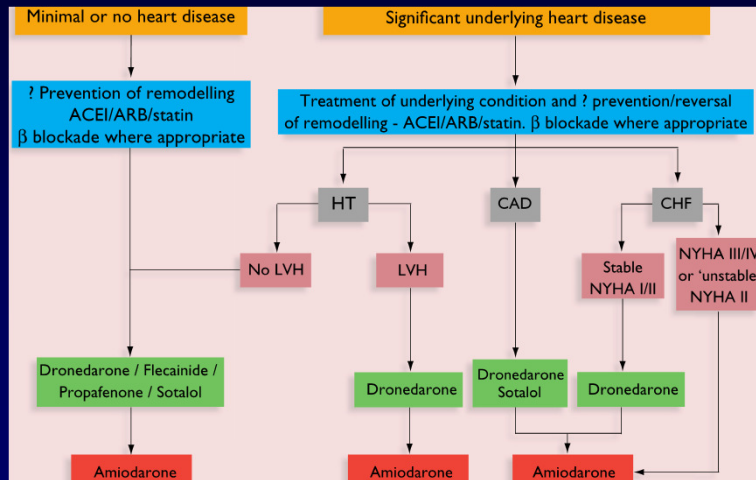 Minimal or no heart disease
Significant underlying heart disease
? Prevention of remodelling
ACEI/ARB/statin
β blockade where appropriate
Treatment of underlying condition and ? prevention/reversal
of remodelling - ACEI/ARB/statin. β blockade where appropriate
HT
CAD
CHF
No LVH
LVH
Stable
NYHA I/II
NYHA III/IV
or 'unstable'
NYHA II
Dronedarone / Flecainide /
Propafenone / Sotalol
Dronedarone
Dronedarone
Sotalol
Dronedarone
Amiodarone
Amiodarone
Amiodarone